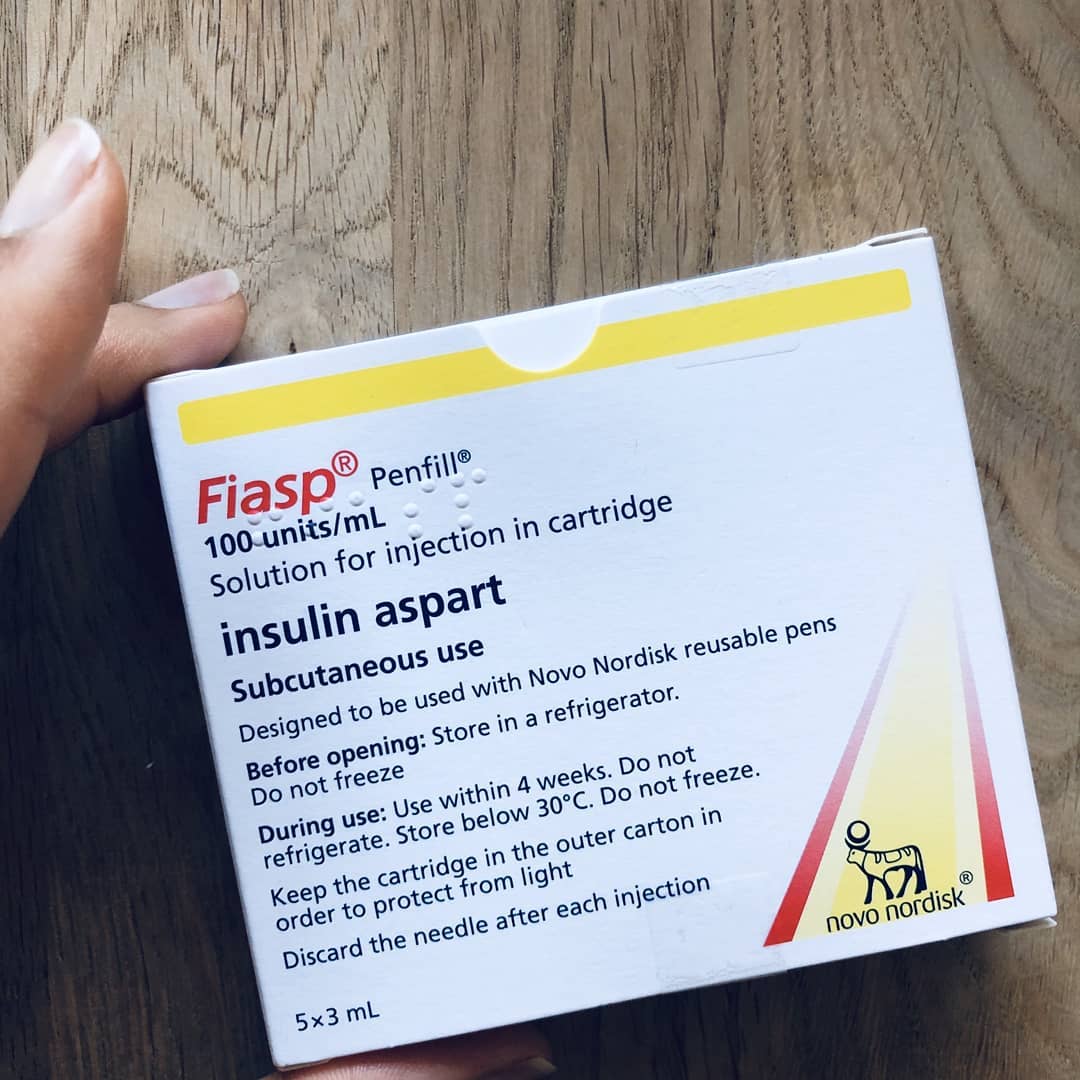 Fiasp® Penfill®
100 units/mL
Solution for injection in cartridge
insulin aspart
Subcutaneous use
Designed to be used with Novo Nordisk reusable pens
Before opening: Store in a refrigerator.
Do not freeze
During use: Use within 4 weeks. Do not
refrigerate. Store below 30°C. Do not freeze.
Keep the cartridge in the outer carton in
order to protect from light
Discard the needle after each injection
5×3 mL
novo nordisk®